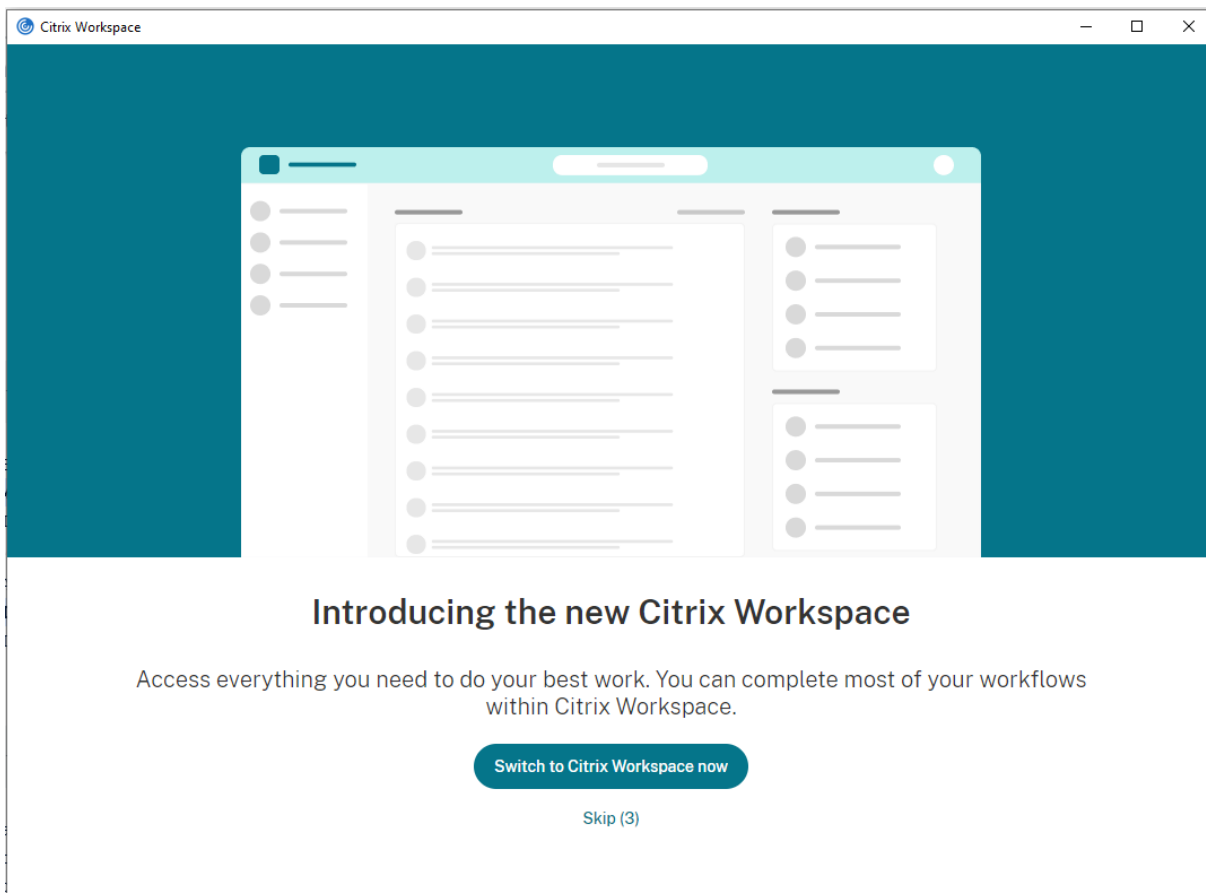 Citrix Workspace
Introducing the new Citrix Workspace
Access everything you need to do your best work. You can complete most of your workflows
within Citrix Workspace.
Switch to Citrix Workspace now
Skip (3)